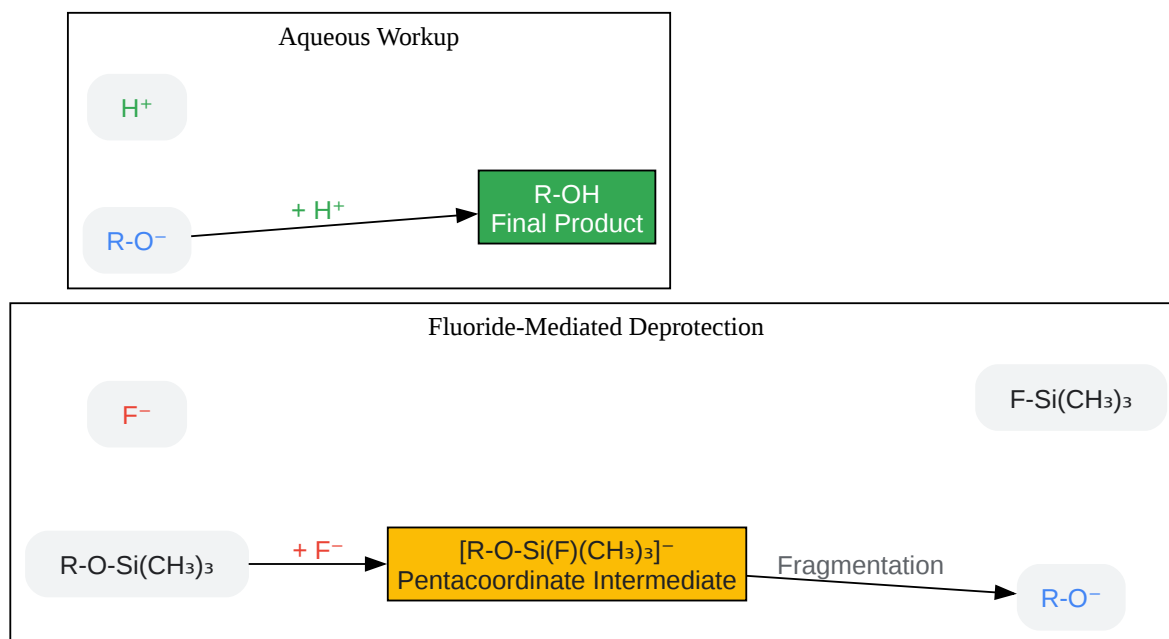 Aqueous Workup
H⁺
R-O⁻
+ H⁺
R-OH
Final Product
Fluoride-Mediated Deprotection
F⁻
F-Si(CH₃)₃
R-O-Si(CH₃)₃
+ F⁻
[R-O-Si(F)(CH₃)₃]⁻
Pentacoordinate Intermediate
Fragmentation
R-O⁻